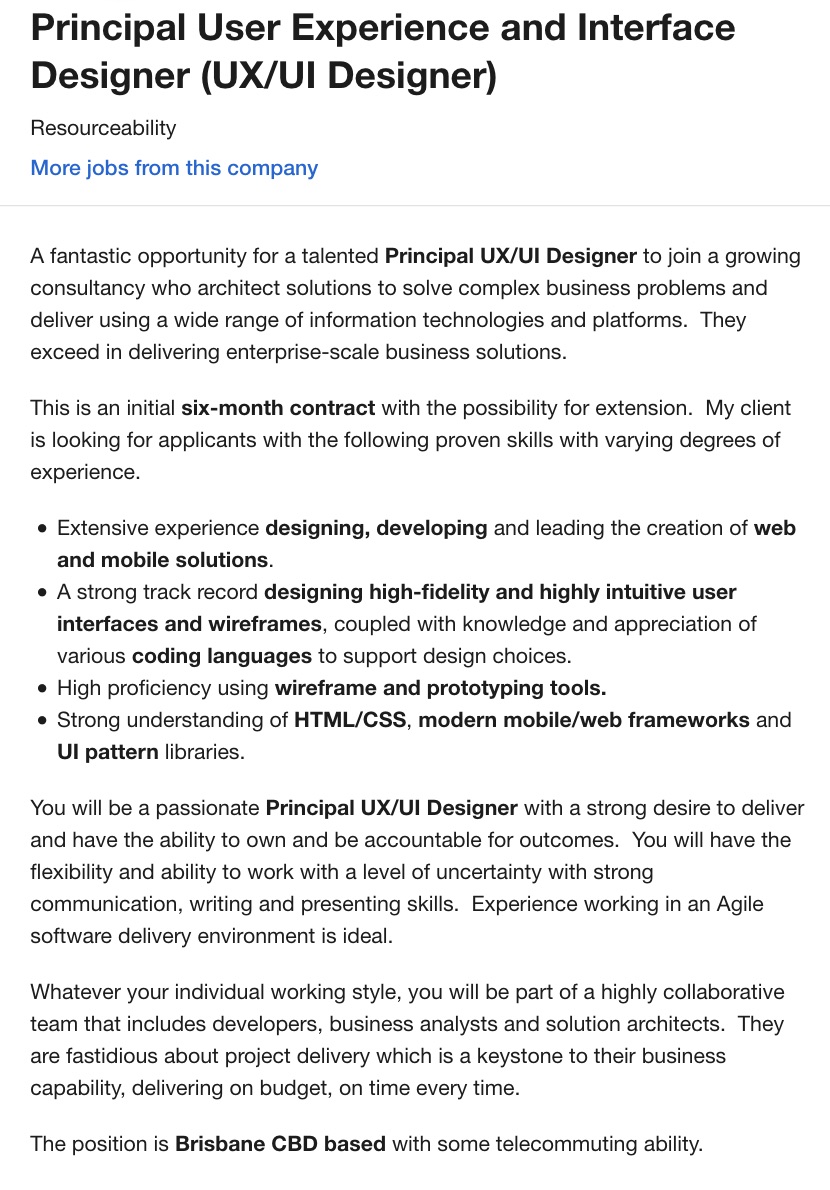 Principal User Experience and Interface
Designer (UX/UI Designer)
Resourceability
More jobs from this company
A fantastic opportunity for a talented Principal UX/UI Designer to join a growing
consultancy who architect solutions to solve complex business problems and
deliver using a wide range of information technologies and platforms.  They
exceed in delivering enterprise-scale business solutions.
This is an initial six-month contract with the possibility for extension.  My client
is looking for applicants with the following proven skills with varying degrees of
experience.
• Extensive experience designing, developing and leading the creation of web
and mobile solutions.
• A strong track record designing high-fidelity and highly intuitive user
interfaces and wireframes, coupled with knowledge and appreciation of
various coding languages to support design choices.
• High proficiency using wireframe and prototyping tools.
• Strong understanding of HTML/CSS, modern mobile/web frameworks and
UI pattern libraries.
You will be a passionate Principal UX/UI Designer with a strong desire to deliver
and have the ability to own and be accountable for outcomes.  You will have the
flexibility and ability to work with a level of uncertainty with strong
communication, writing and presenting skills.  Experience working in an Agile
software delivery environment is ideal.
Whatever your individual working style, you will be part of a highly collaborative
team that includes developers, business analysts and solution architects.  They
are fastidious about project delivery which is a keystone to their business
capability, delivering on budget, on time every time.
The position is Brisbane CBD based with some telecommuting ability.